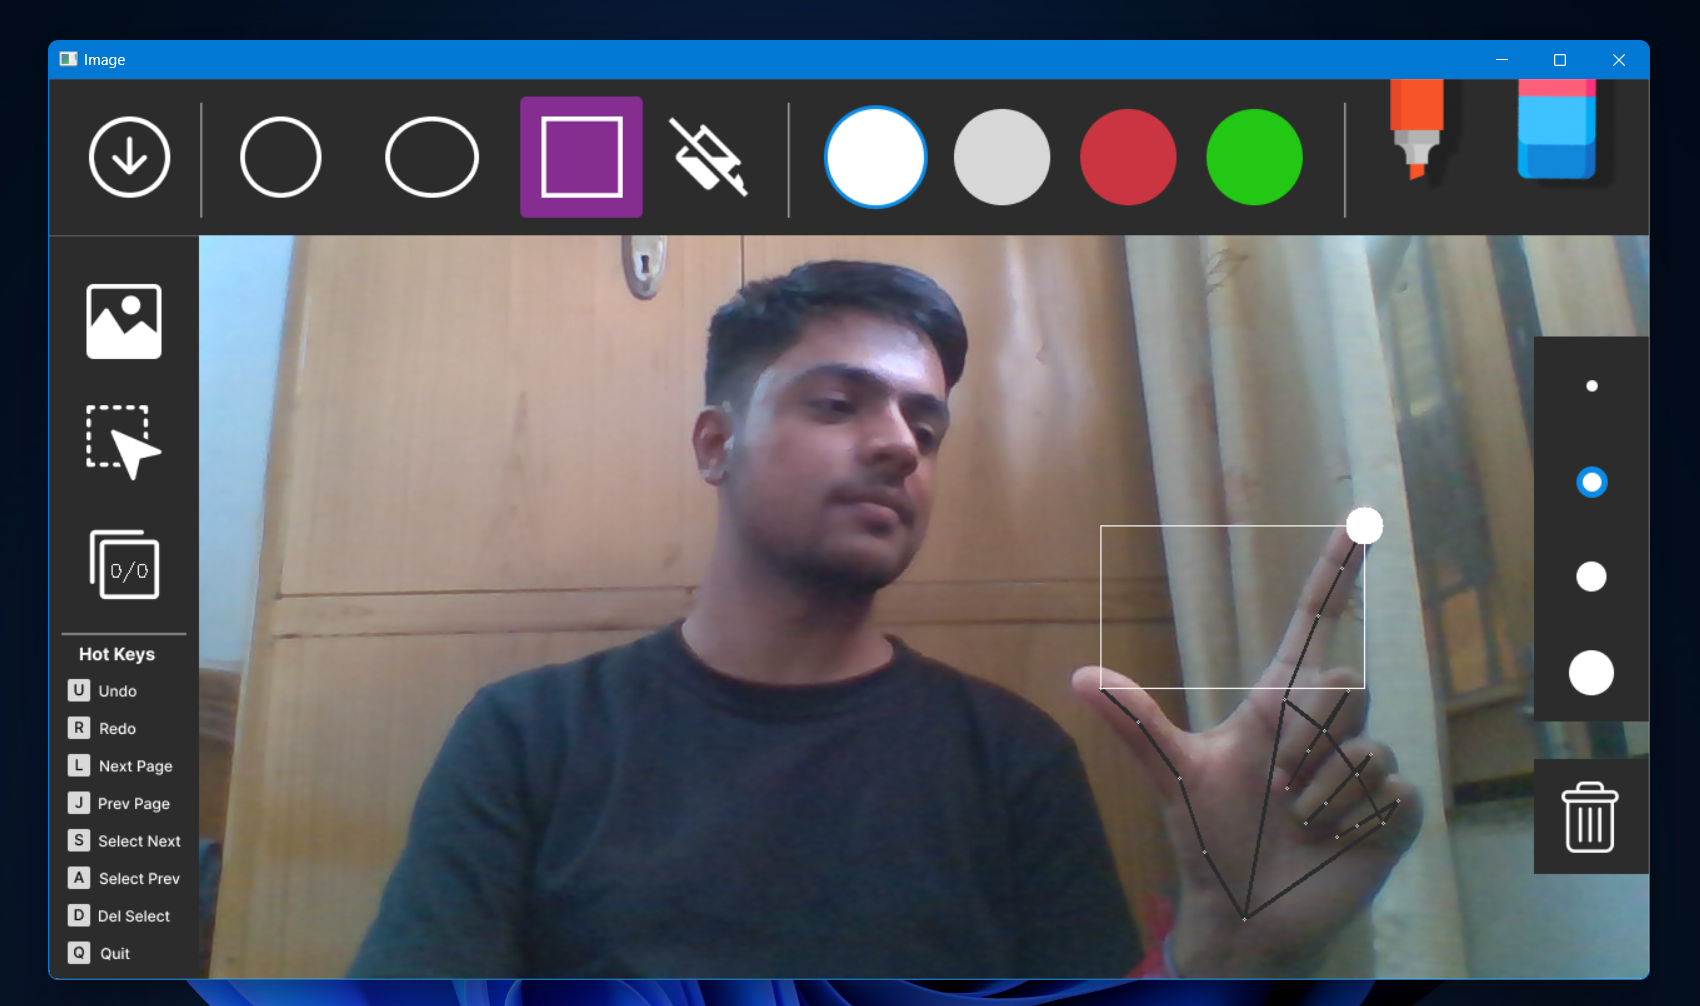 Image
0/0
Hot Keys
U Undo
R Redo
L Next Page
J Prev Page
S Select Next
A Select Prev
D Del Select
Q Quit